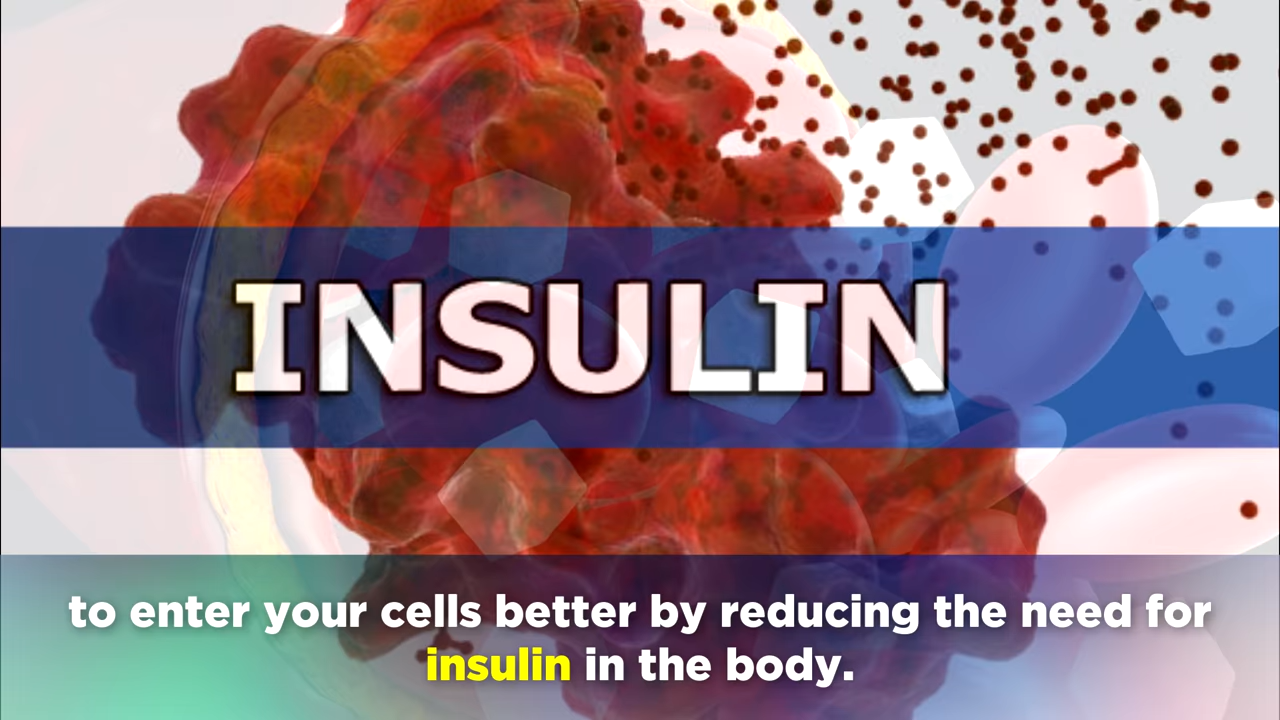 INSULIN
to enter your cells better by reducing the need for
insulin in the body.